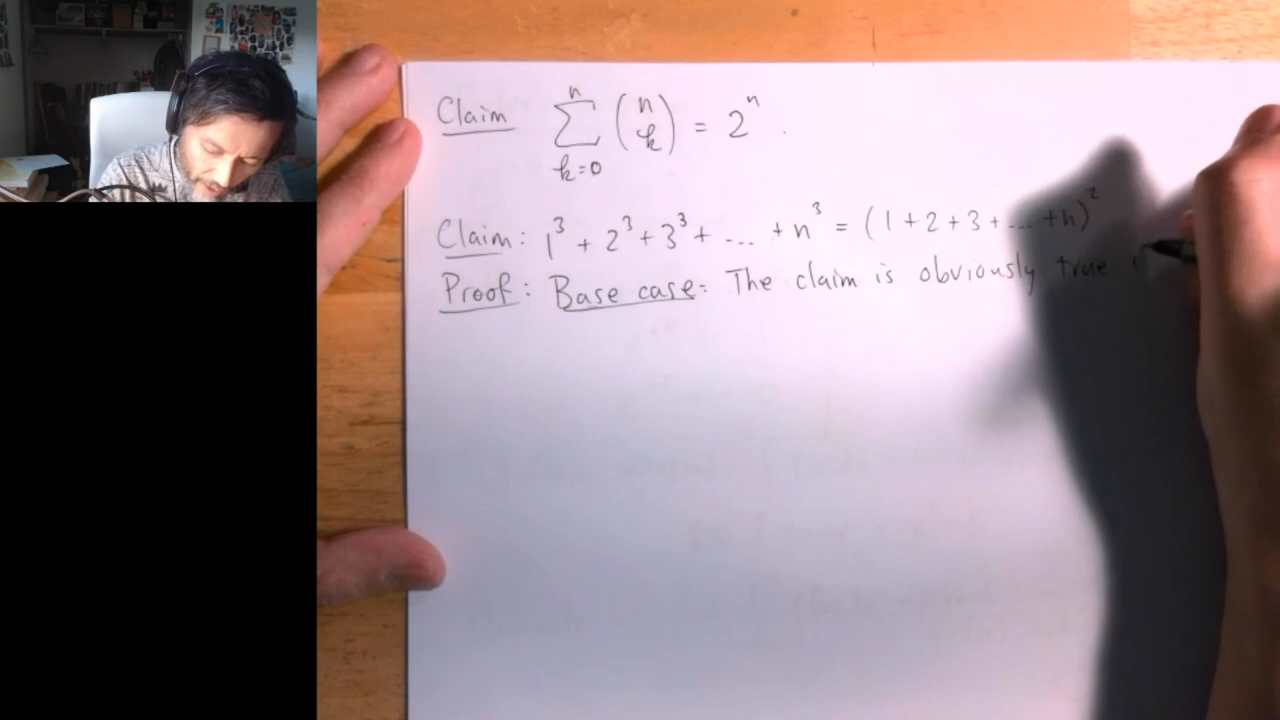 Claim ∑_{k=0}^{n} \binom{n}{k} = 2^n.
Claim: 1^3 + 2^3 + 3^3 + ... + n^3 = (1 + 2 + 3 + ... + n)^2
Proof: Base case: The claim is obviously true